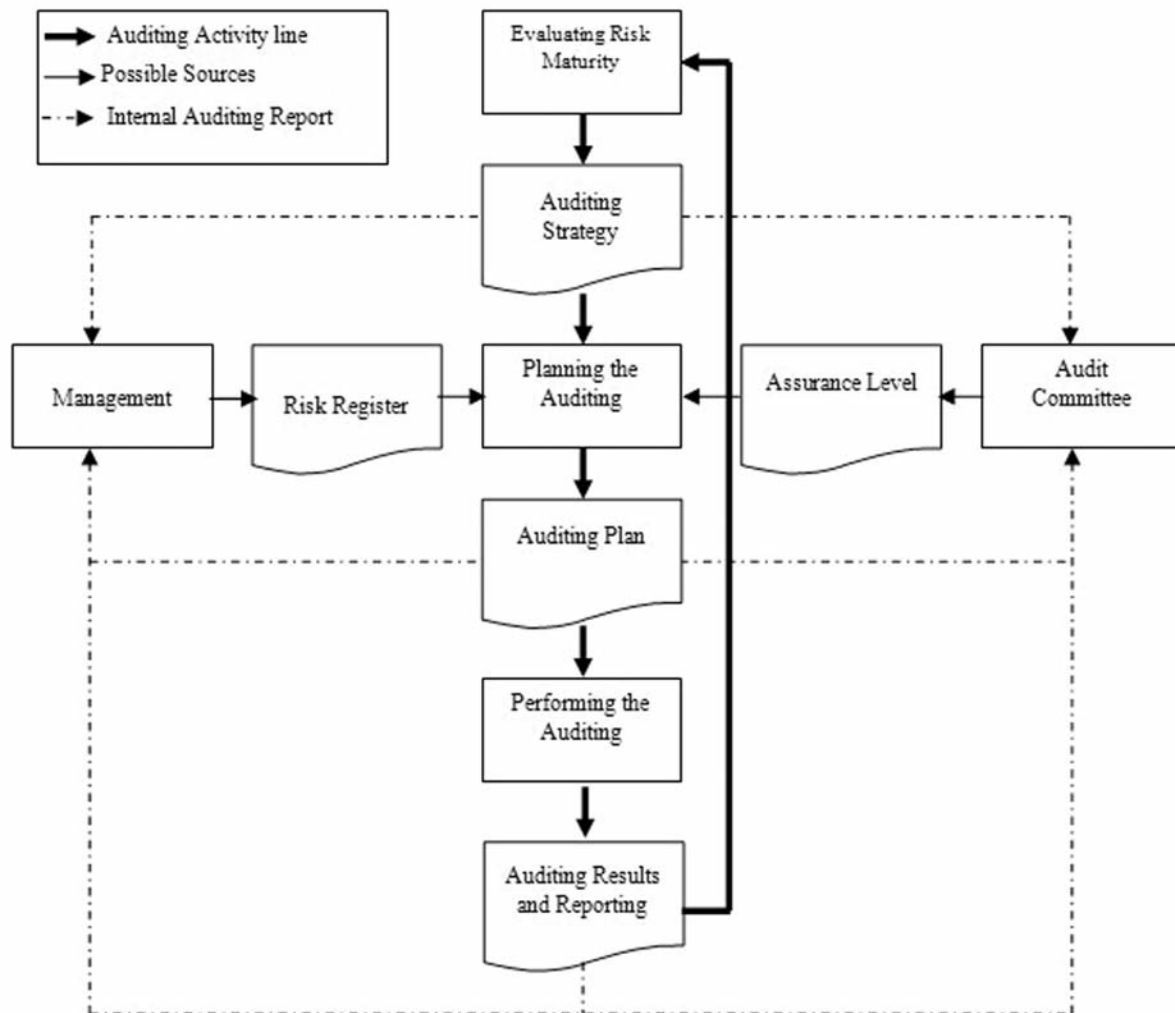 Auditing Activity line
Possible Sources
Internal Auditing Report
Evaluating Risk
Maturity
Auditing
Strategy
Management
Risk Register
Planning the
Auditing
Assurance Level
Audit
Committee
Auditing Plan
Performing the
Auditing
Auditing Results
and Reporting